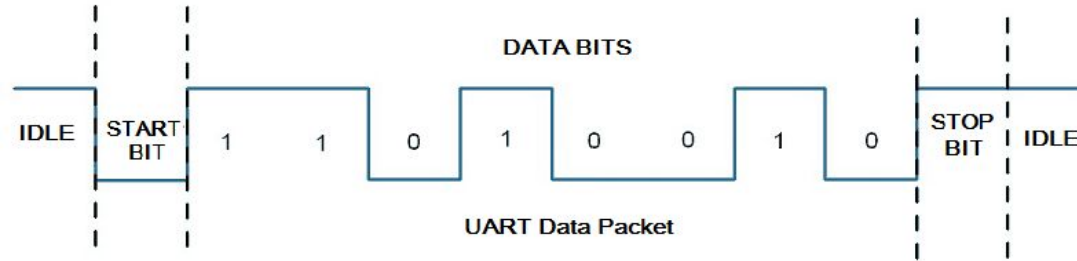 DATA BITS
IDLE
START
BIT
1 1 0 1 0 0 1 0
STOP
BIT
IDLE
UART Data Packet